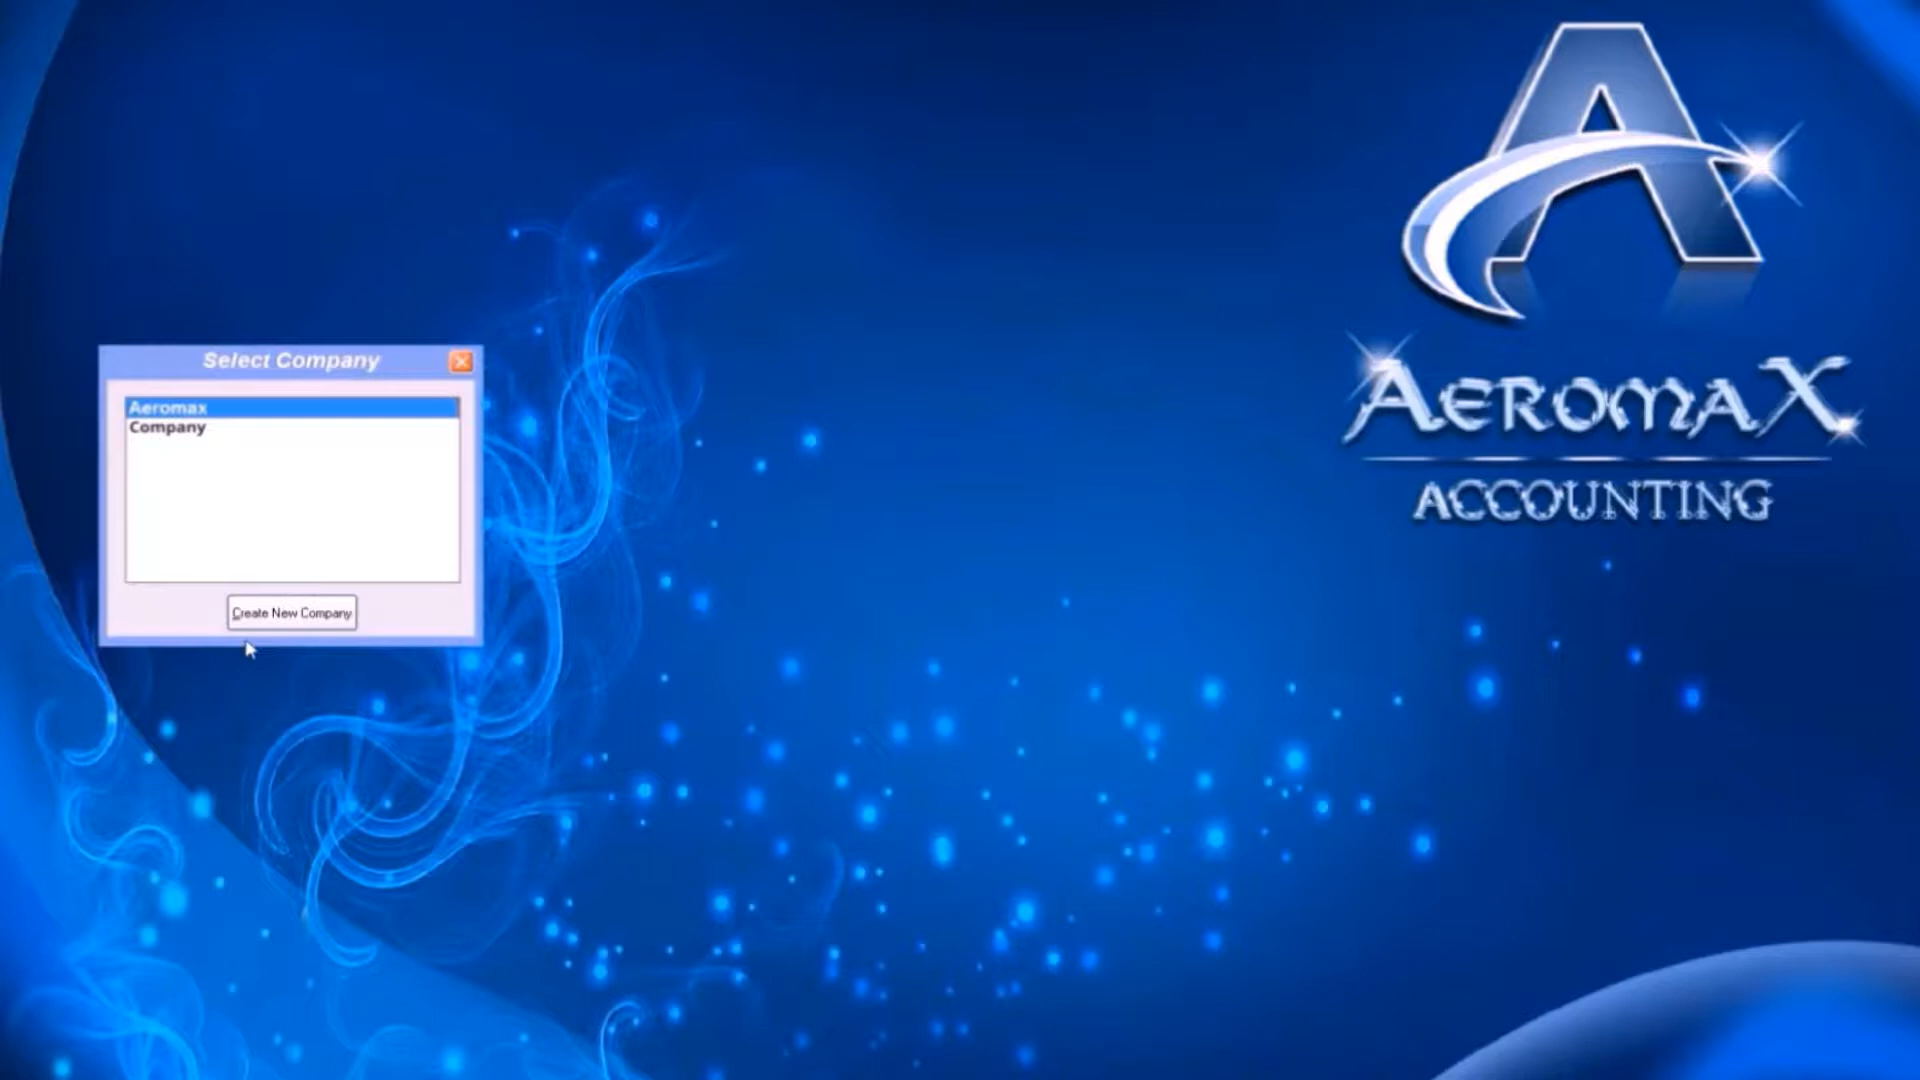 Select Company
Aeromax
Company
Create New Company
A
AEROMAX
ACCOUNTING